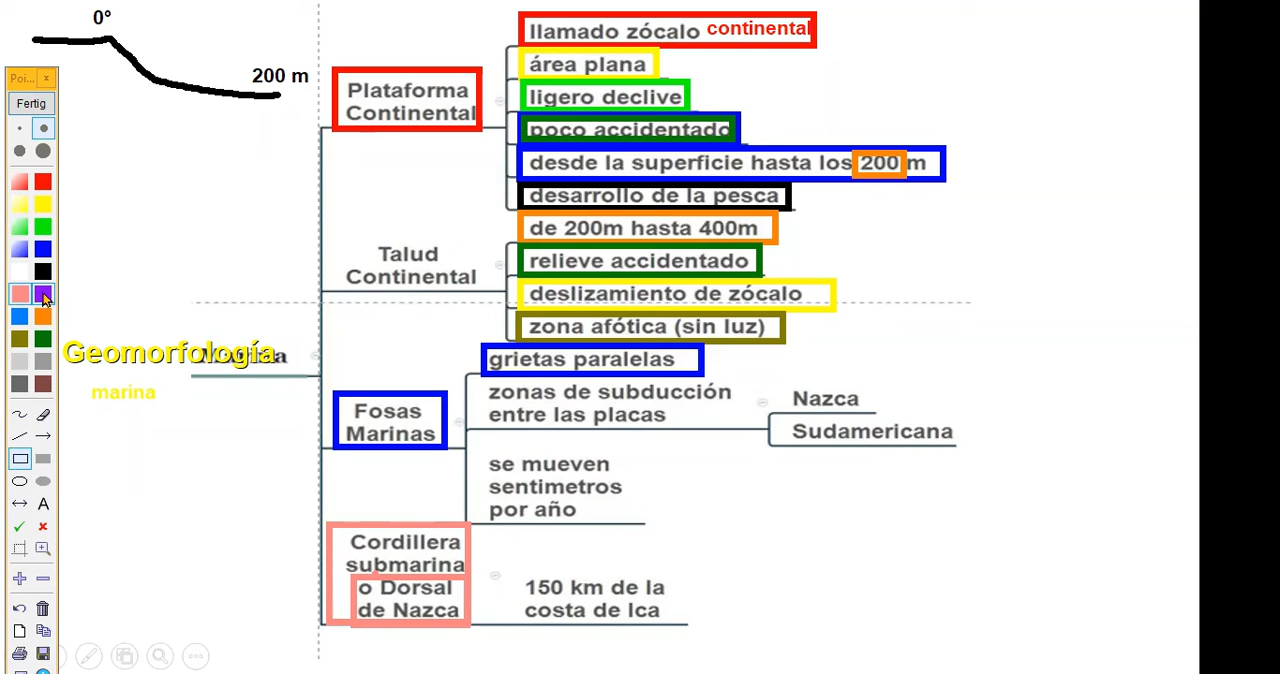 0°
200 m
Poi... x
Fertig
Geomorfología
Marina
marina
Plataforma
Continental
llamado zócalo continental
área plana
ligero declive
poco accidentado
desde la superficie hasta los 200 m
desarrollo de la pesca
Talud
Continental
de 200m hasta 400m
relieve accidentado
deslizamiento de zócalo
zona afótica (sin luz)
Fosas
Marinas
grietas paralelas
zonas de subducción
entre las placas
Nazca
Sudamericana
se mueven
sentimetros
por año
Cordillera
submarina
o Dorsal
de Nazca
150 km de la
costa de Ica
A